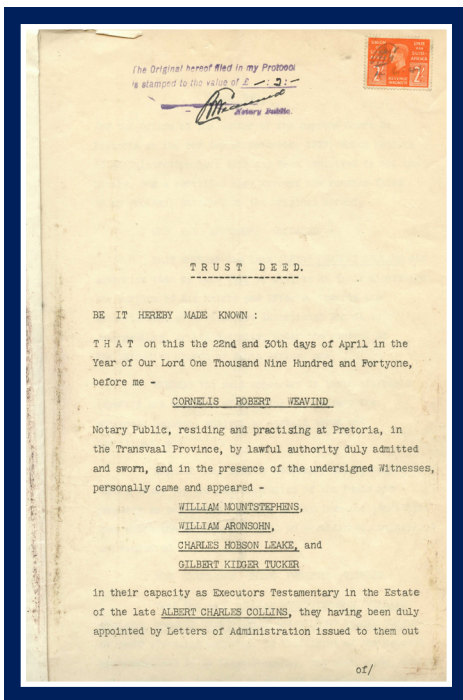 The Original hereof filed in my Protocol
is stamped to the value of £ -: 2: -
Notary Public.
T R U S T D E E D.
BE IT HEREBY MADE KNOWN :
T H A T on this the 22nd and 30th days of April in the
Year of Our Lord One Thousand Nine Hundred and Fortyone,
before me -
CORNELIS ROBERT WEAVIND
Notary Public, residing and practising at Pretoria, in
the Transvaal Province, by lawful authority duly admitted
and sworn, and in the presence of the undersigned Witnesses,
personally came and appeared -
WILLIAM MOUNTSTEPHENS,
WILLIAM ARONSOHN,
CHARLES HOBSON LEAKE, and
GILBERT KIDGER TUCKER
in their capacity as Executors Testamentary in the Estate
of the late ALBERT CHARLES COLLINS, they having been duly
appointed by Letters of Administration issued to them out
of/